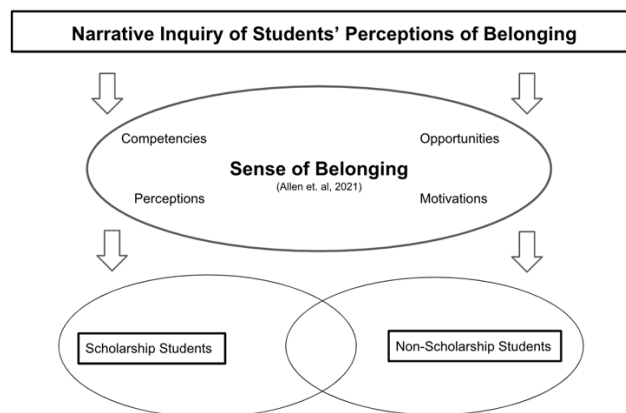 Narrative Inquiry of Students' Perceptions of Belonging
Competencies
Opportunities
Sense of Belonging
(Allen et. al, 2021)
Perceptions
Motivations
Scholarship Students
Non-Scholarship Students